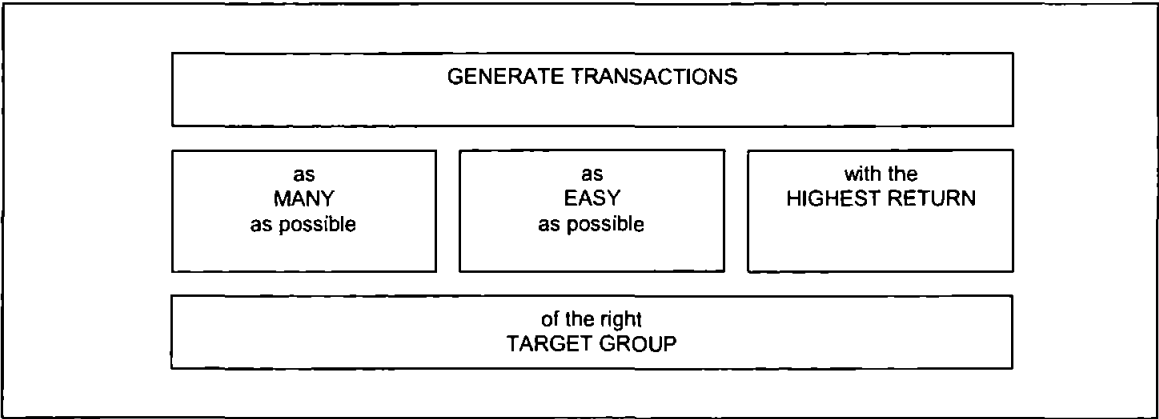 GENERATE TRANSACTIONS
as
MANY
as possible
as
EASY
as possible
with the
HIGHEST RETURN
of the right
TARGET GROUP